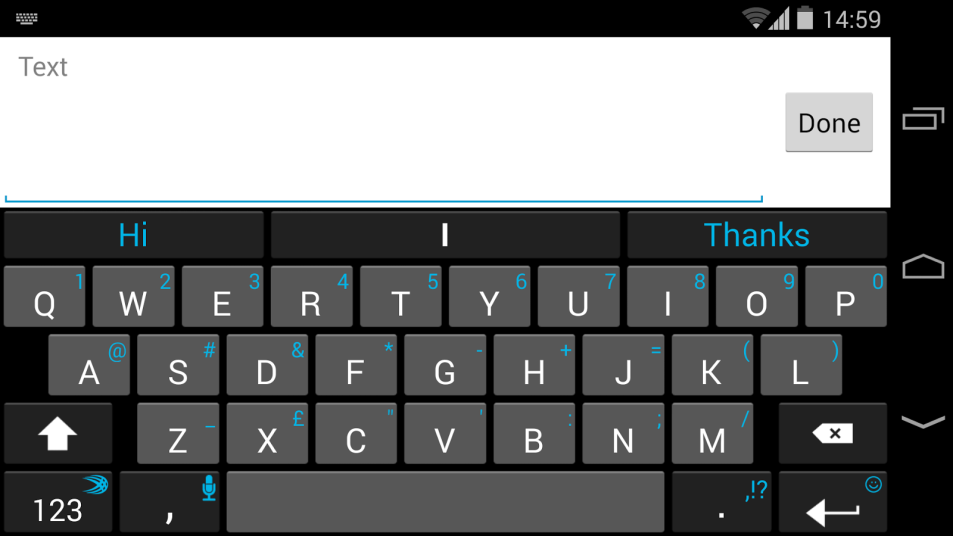 14:59
Text
Done
Hi I Thanks
1 2 3 4 5 6 7 8 9 0
Q W E R T Y U I O P
@ # & * - + = ( )
A S D F G H J K L
_ £ " ' : ; /
Z X C V B N M
,!?
123 , .